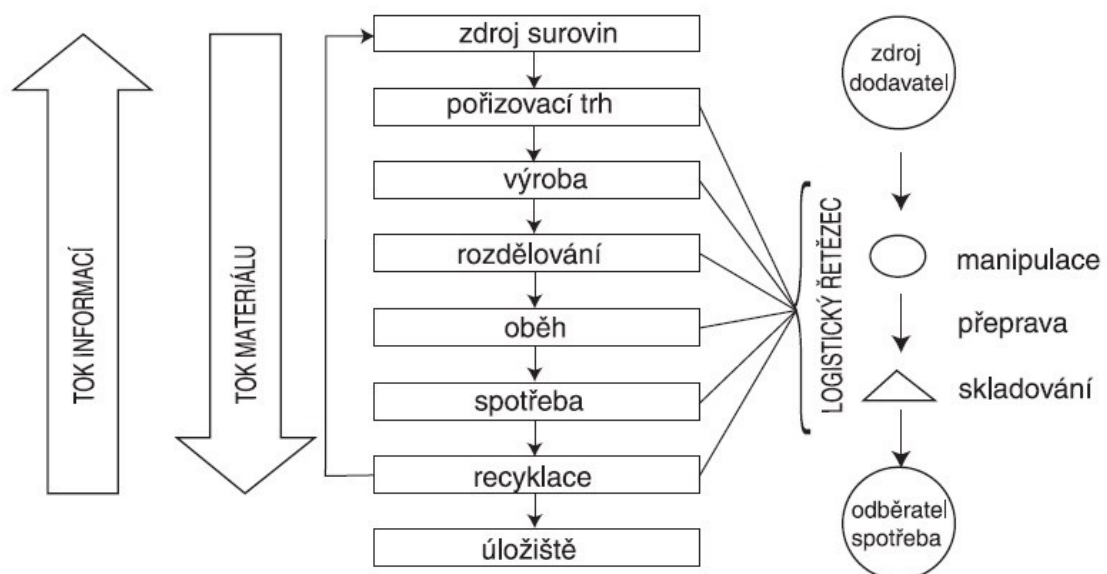 TOK INFORMACÍ
TOK MATERIÁLU
zdroj surovin
pořizovací trh
výroba
rozdělování
oběh
spotřeba
recyklace
úložiště
LOGISTICKÝ ŘETĚZEC
zdroj
dodavatel
manipulace
přeprava
skladování
odběratel
spotřeba